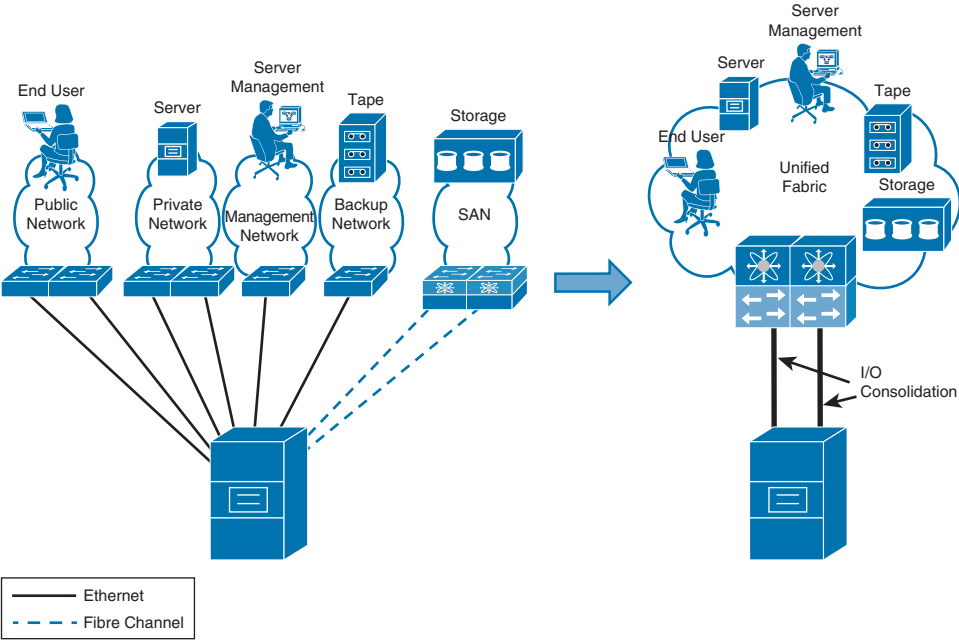 End User
Server
Server
Management
Tape
Storage
Public
Network
Private
Network
Management
Network
Backup
Network
SAN
Server
Management
Server
Tape
End User
Unified
Fabric
Storage
I/O
Consolidation
Ethernet
Fibre Channel